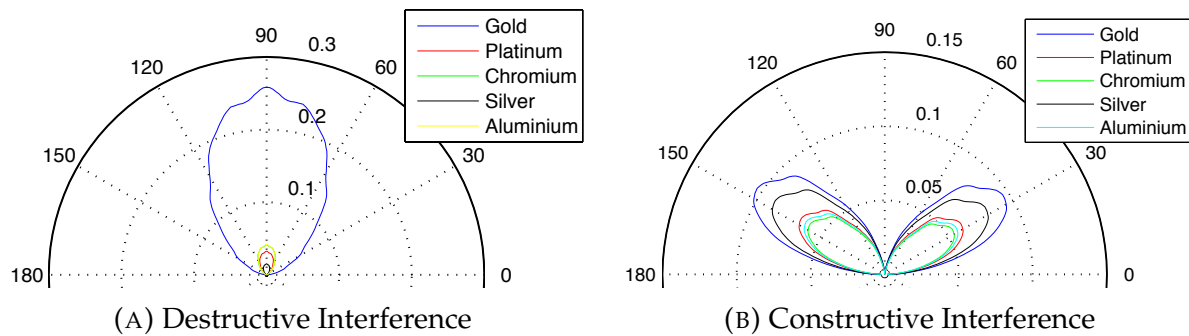 90
0.3
120
60
0.2
150
30
0.1
180
0
Gold
Platinum
Chromium
Silver
Aluminium
(A) Destructive Interference
90
0.15
120
60
0.1
150
30
0.05
180
0
Gold
Platinum
Chromium
Silver
Aluminium
(B) Constructive Interference